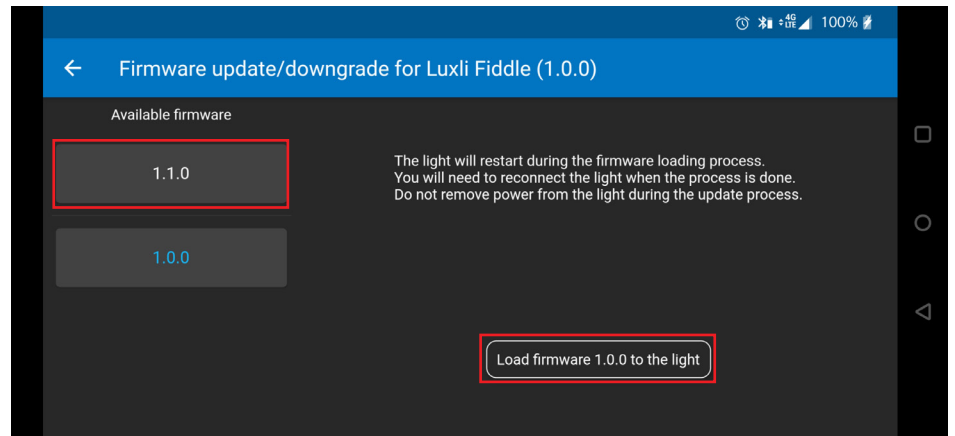 4G
LTE
100%
Firmware update/downgrade for Luxli Fiddle (1.0.0)
Available firmware
1.1.0
The light will restart during the firmware loading process.
You will need to reconnect the light when the process is done.
Do not remove power from the light during the update process.
1.0.0
Load firmware 1.0.0 to the light